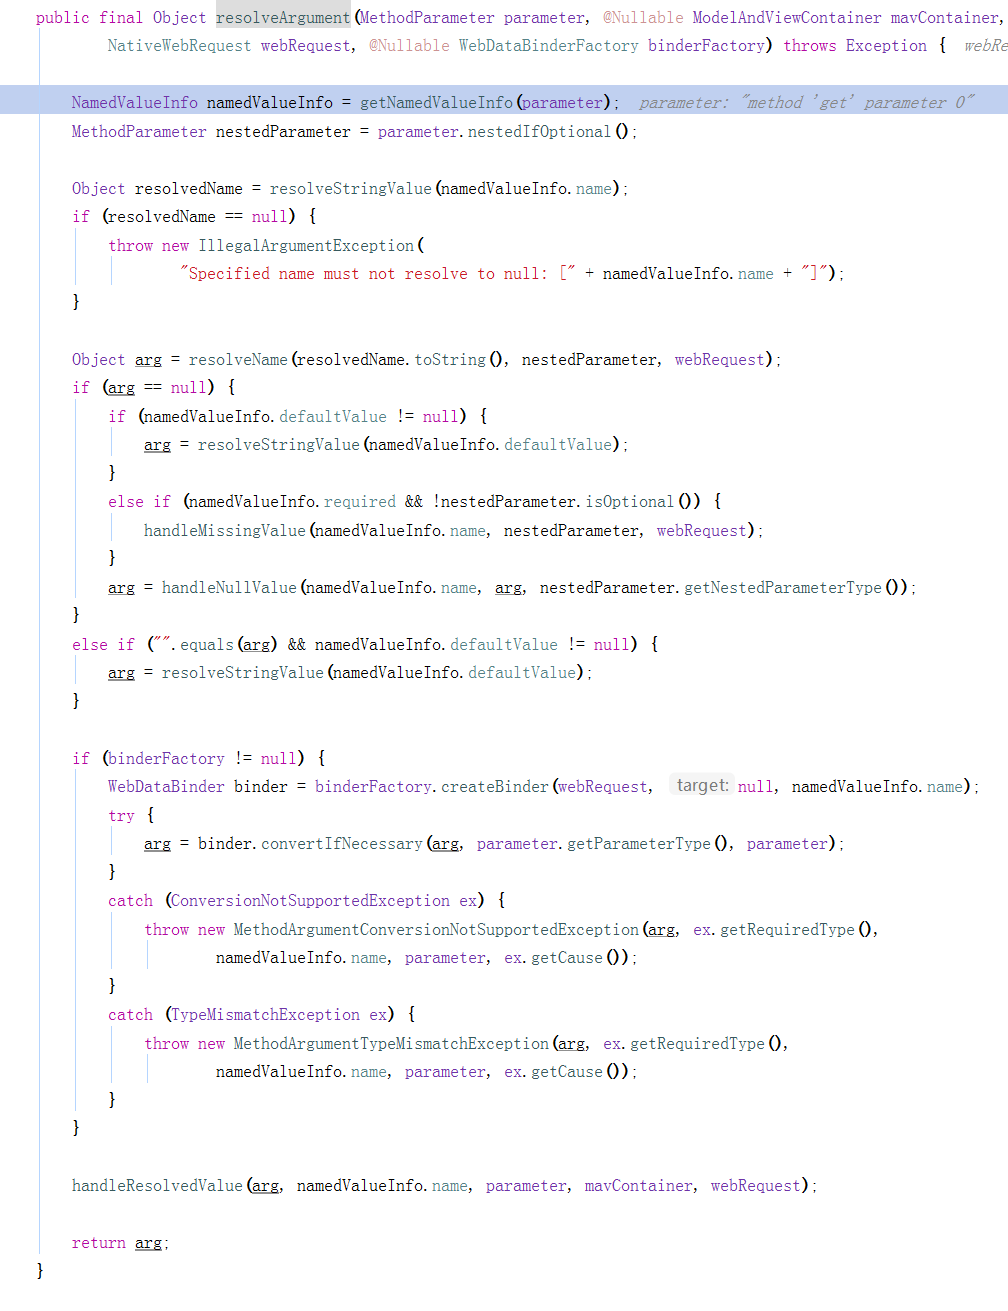 public final Object resolveArgument(MethodParameter parameter, @Nullable ModelAndViewContainer mavContainer,
NativeWebRequest webRequest, @Nullable WebDataBinderFactory binderFactory) throws Exception {  webRe
NamedValueInfo namedValueInfo = getNamedValueInfo(parameter);  parameter: "method 'get' parameter 0"
MethodParameter nestedParameter = parameter.nestedIfOptional();
Object resolvedName = resolveStringValue(namedValueInfo.name);
if (resolvedName == null) {
throw new IllegalArgumentException(
"Specified name must not resolve to null: [" + namedValueInfo.name + "]");
}
Object arg = resolveName(resolvedName.toString(), nestedParameter, webRequest);
if (arg == null) {
if (namedValueInfo.defaultValue != null) {
arg = resolveStringValue(namedValueInfo.defaultValue);
}
else if (namedValueInfo.required && !nestedParameter.isOptional()) {
handleMissingValue(namedValueInfo.name, nestedParameter, webRequest);
}
arg = handleNullValue(namedValueInfo.name, arg, nestedParameter.getNestedParameterType());
}
else if ("".equals(arg) && namedValueInfo.defaultValue != null) {
arg = resolveStringValue(namedValueInfo.defaultValue);
}
if (binderFactory != null) {
WebDataBinder binder = binderFactory.createBinder(webRequest, target: null, namedValueInfo.name);
try {
arg = binder.convertIfNecessary(arg, parameter.getParameterType(), parameter);
}
catch (ConversionNotSupportedException ex) {
throw new MethodArgumentConversionNotSupportedException(arg, ex.getRequiredType(),
namedValueInfo.name, parameter, ex.getCause());
}
catch (TypeMismatchException ex) {
throw new MethodArgumentTypeMismatchException(arg, ex.getRequiredType(),
namedValueInfo.name, parameter, ex.getCause());
}
}
handleResolvedValue(arg, namedValueInfo.name, parameter, mavContainer, webRequest);
return arg;
}